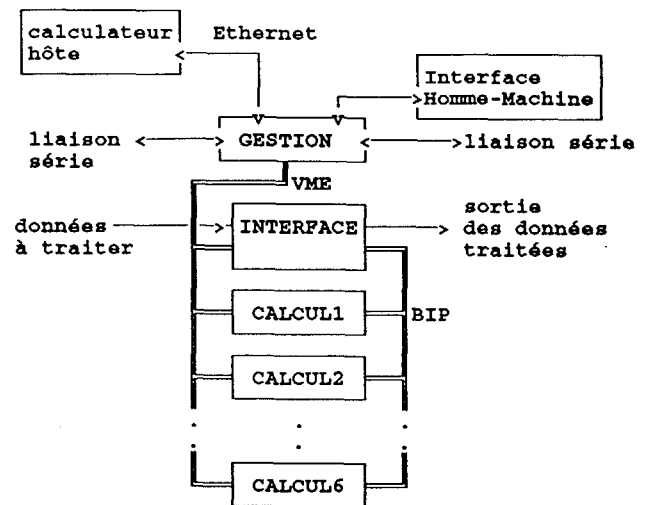 calculateur
hôte
Ethernet
Interface
Homme-Machine
liaison
série
GESTION
liaison série
VME
données
à traiter
INTERFACE
sortie
des données
traitées
CALCUL1
BIP
CALCUL2
CALCUL6